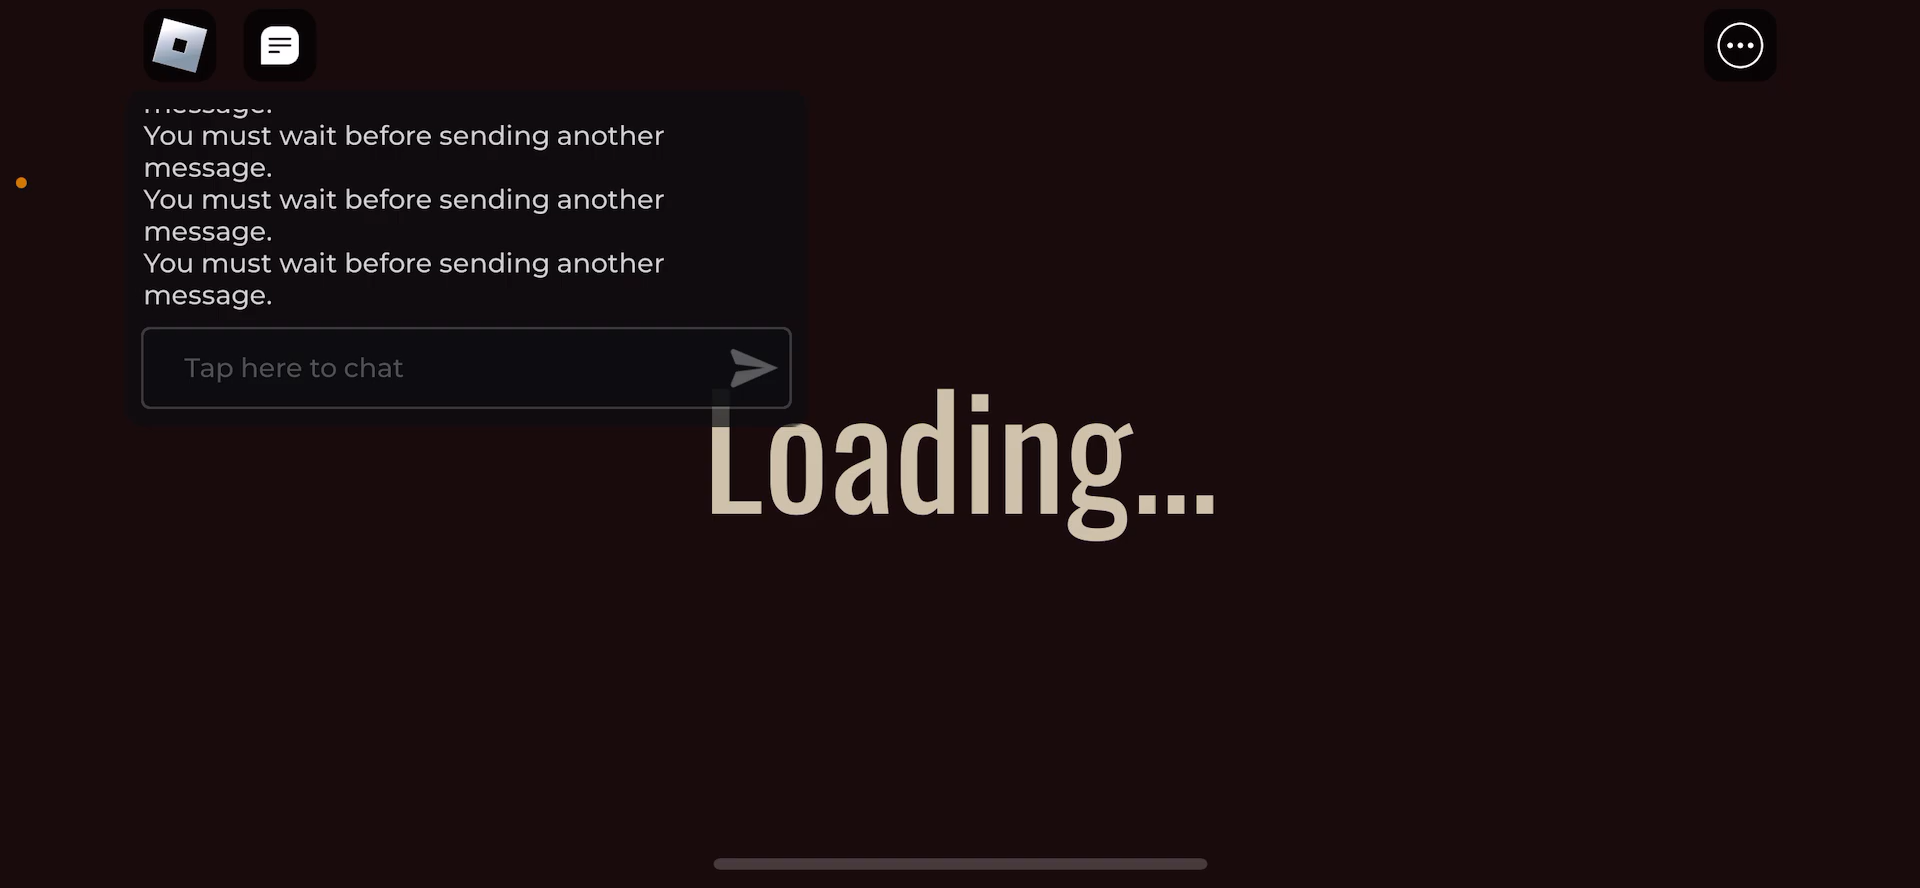 message.
You must wait before sending another
message.
You must wait before sending another
message.
You must wait before sending another
message.
Tap here to chat
Loading...